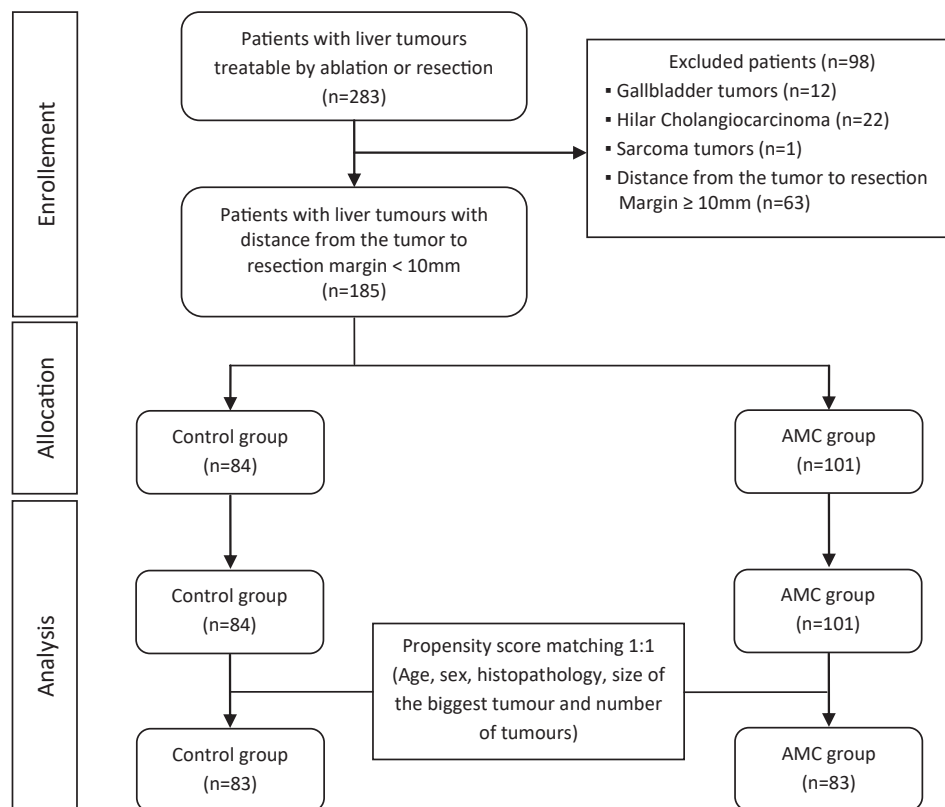 Enrollement
Patients with liver tumours
treatable by ablation or resection
(n=283)
Excluded patients (n=98)
▪ Gallbladder tumors (n=12)
▪ Hilar Cholangiocarcinoma (n=22)
▪ Sarcoma tumors (n=1)
▪ Distance from the tumor to resection
Margin ≥ 10mm (n=63)
Patients with liver tumours with
distance from the tumor to
resection margin < 10mm
(n=185)
Allocation
Control group
(n=84)
AMC group
(n=101)
Analysis
Control group
(n=84)
AMC group
(n=101)
Propensity score matching 1:1
(Age, sex, histopathology, size of
the biggest tumour and number
of tumours)
Control group
(n=83)
AMC group
(n=83)